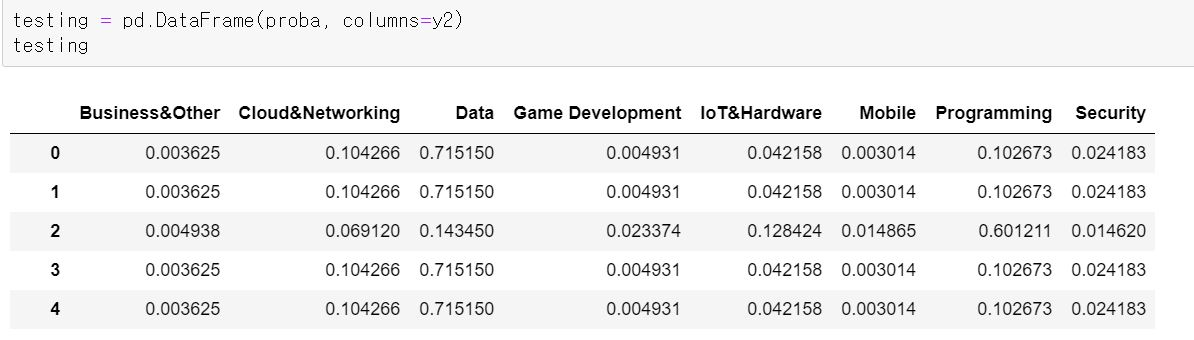 testing = pd.DataFrame(proba, columns=y2)
testing
Business&Other Cloud&Networking Data Game Development IoT&Hardware Mobile Programming Security
0 0.003625 0.104266 0.715150 0.004931 0.042158 0.003014 0.102673 0.024183
1 0.003625 0.104266 0.715150 0.004931 0.042158 0.003014 0.102673 0.024183
2 0.004938 0.069120 0.143450 0.023374 0.128424 0.014865 0.601211 0.014620
3 0.003625 0.104266 0.715150 0.004931 0.042158 0.003014 0.102673 0.024183
4 0.003625 0.104266 0.715150 0.004931 0.042158 0.003014 0.102673 0.024183